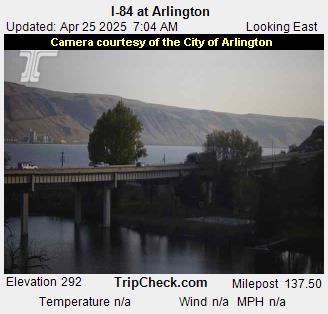 I-84 at Arlington
Updated: Apr 25 2025 7:04 AM Looking East
Camera courtesy of the City of Arlington
Elevation 292 TripCheck.com Milepost 137.50
Temperature n/a Wind n/a MPH n/a